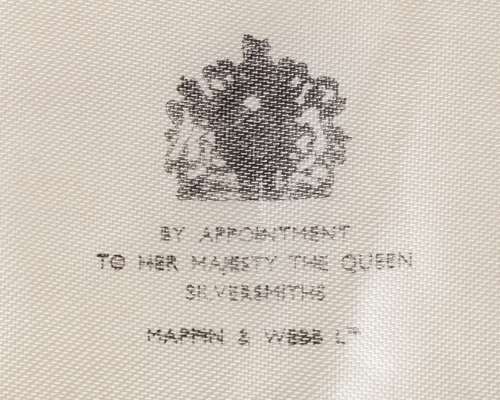 BY APPOINTMENT
TO HER MAJESTY THE QUEEN
SILVERSMITHS
MAPPIN & WEBB LTD